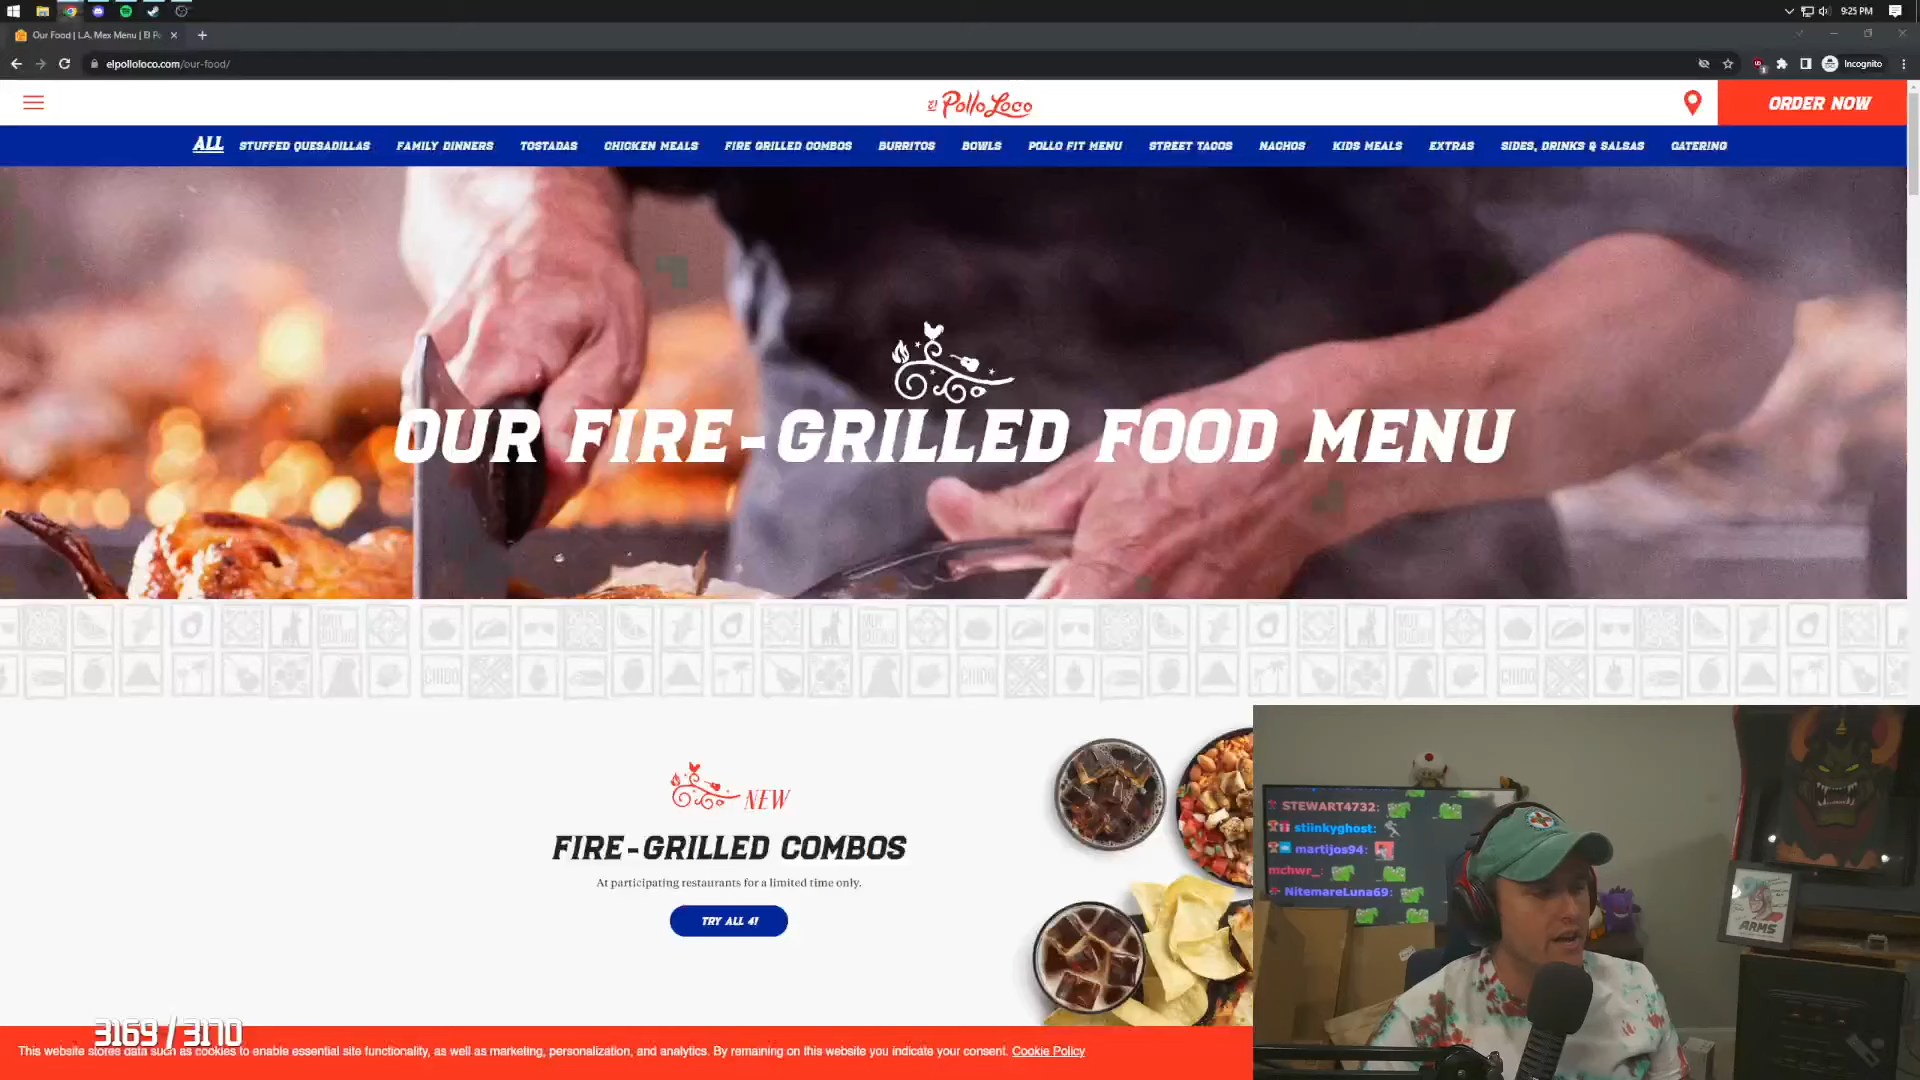 9:25 PM
Our Food | L.A. Mex Menu | El Po
elpolloloco.com/our-food/
Incognito
El Pollo Loco
ORDER NOW
ALL
STUFFED QUESADILLAS
FAMILY DINNERS
TOSTADAS
CHICKEN MEALS
FIRE GRILLED COMBOS
BURRITOS
BOWLS
POLLO FIT MENU
STREET TACOS
NACHOS
KIDS MEALS
EXTRAS
SIDES, DRINKS & SALSAS
CATERING
OUR FIRE-GRILLED FOOD MENU
NEW
FIRE-GRILLED COMBOS
At participating restaurants for a limited time only.
TRY ALL 4!
STEWART4732:
stiinkyghost:
martijos94:
mchwr_:
NitemareLuna69:
ARMS
3169/3170
This website stores data such as cookies to enable essential site functionality, as well as marketing, personalization, and analytics. By remaining on this website you indicate your consent. Cookie Policy